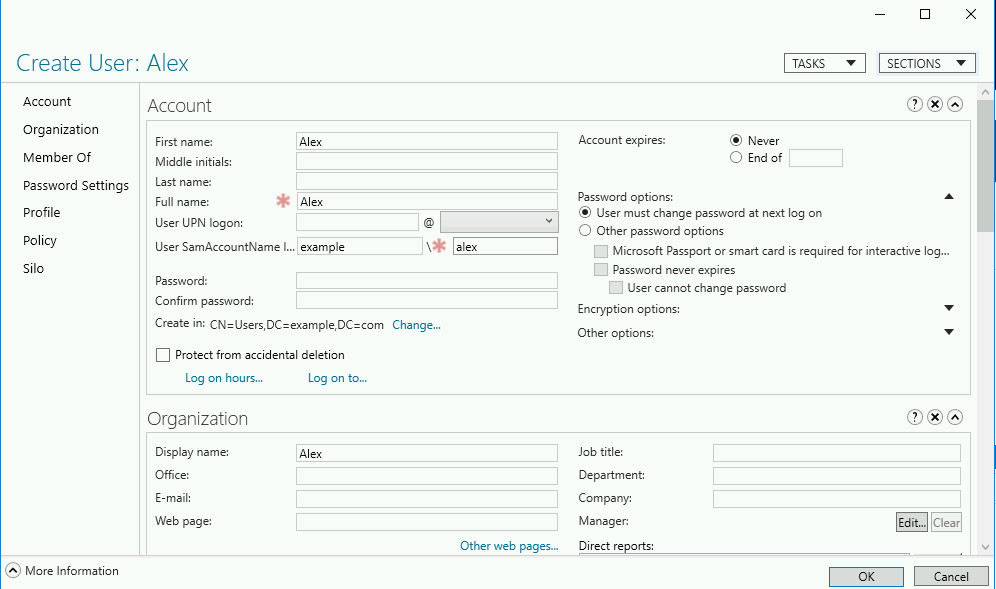 Create User: Alex
TASKS
SECTIONS
Account
Organization
Member Of
Password Settings
Profile
Policy
Silo
Account
First name: Alex
Middle initials:
Last name:
Full name: * Alex
User UPN logon: @
User SamAccountName l... example \* alex
Password:
Confirm password:
Create in: CN=Users,DC=example,DC=com Change...
Protect from accidental deletion
Log on hours... Log on to...
Account expires: Never
End of
Password options:
User must change password at next log on
Other password options
Microsoft Passport or smart card is required for interactive log...
Password never expires
User cannot change password
Encryption options:
Other options:
Organization
Display name: Alex
Office:
E-mail:
Web page:
Other web pages...
Job title:
Department:
Company:
Manager: Edit... Clear
Direct reports:
More Information
OK Cancel